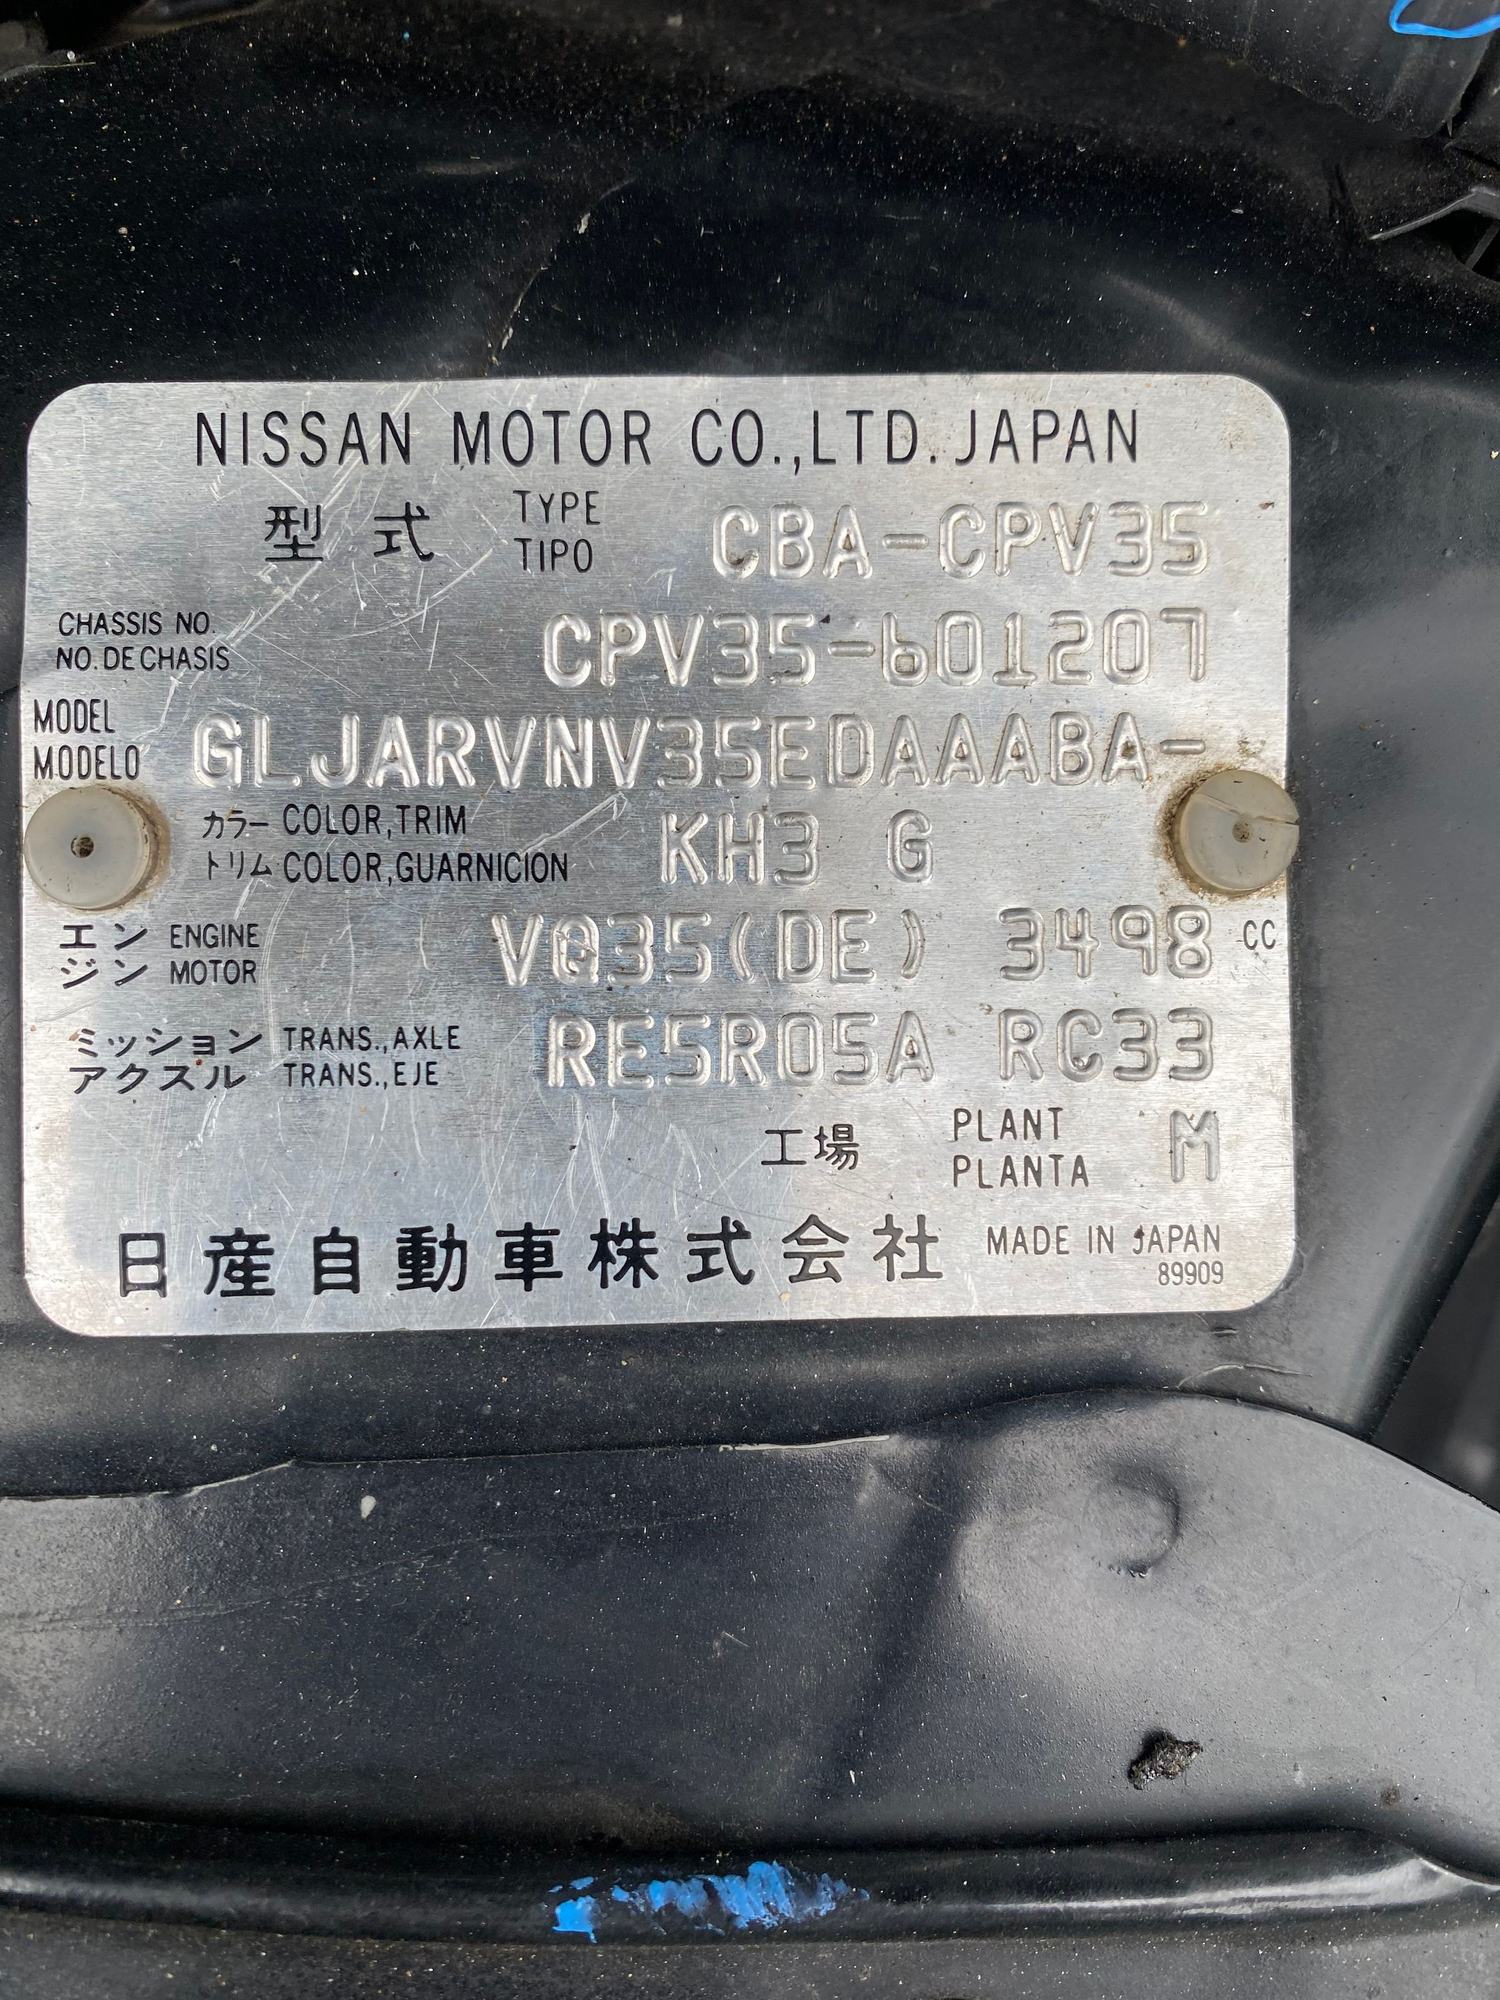 NISSAN MOTOR CO.,LTD. JAPAN
型式 TYPE TIPO CBA-CPV35
CHASSIS NO. NO. DE CHASIS CPV35-601207
MODEL MODELO GLJARVNV35EDAAABA-
カラー COLOR,TRIM トリム COLOR,GUARNICION KH3 G
エンジン ENGINE MOTOR VQ35(DE) 3498 CC
ミッション TRANS.,AXLE アクスル TRANS.,EJE RE5R05A RC33
工場 PLANT PLANTA M
日産自動車株式会社 MADE IN JAPAN
89909